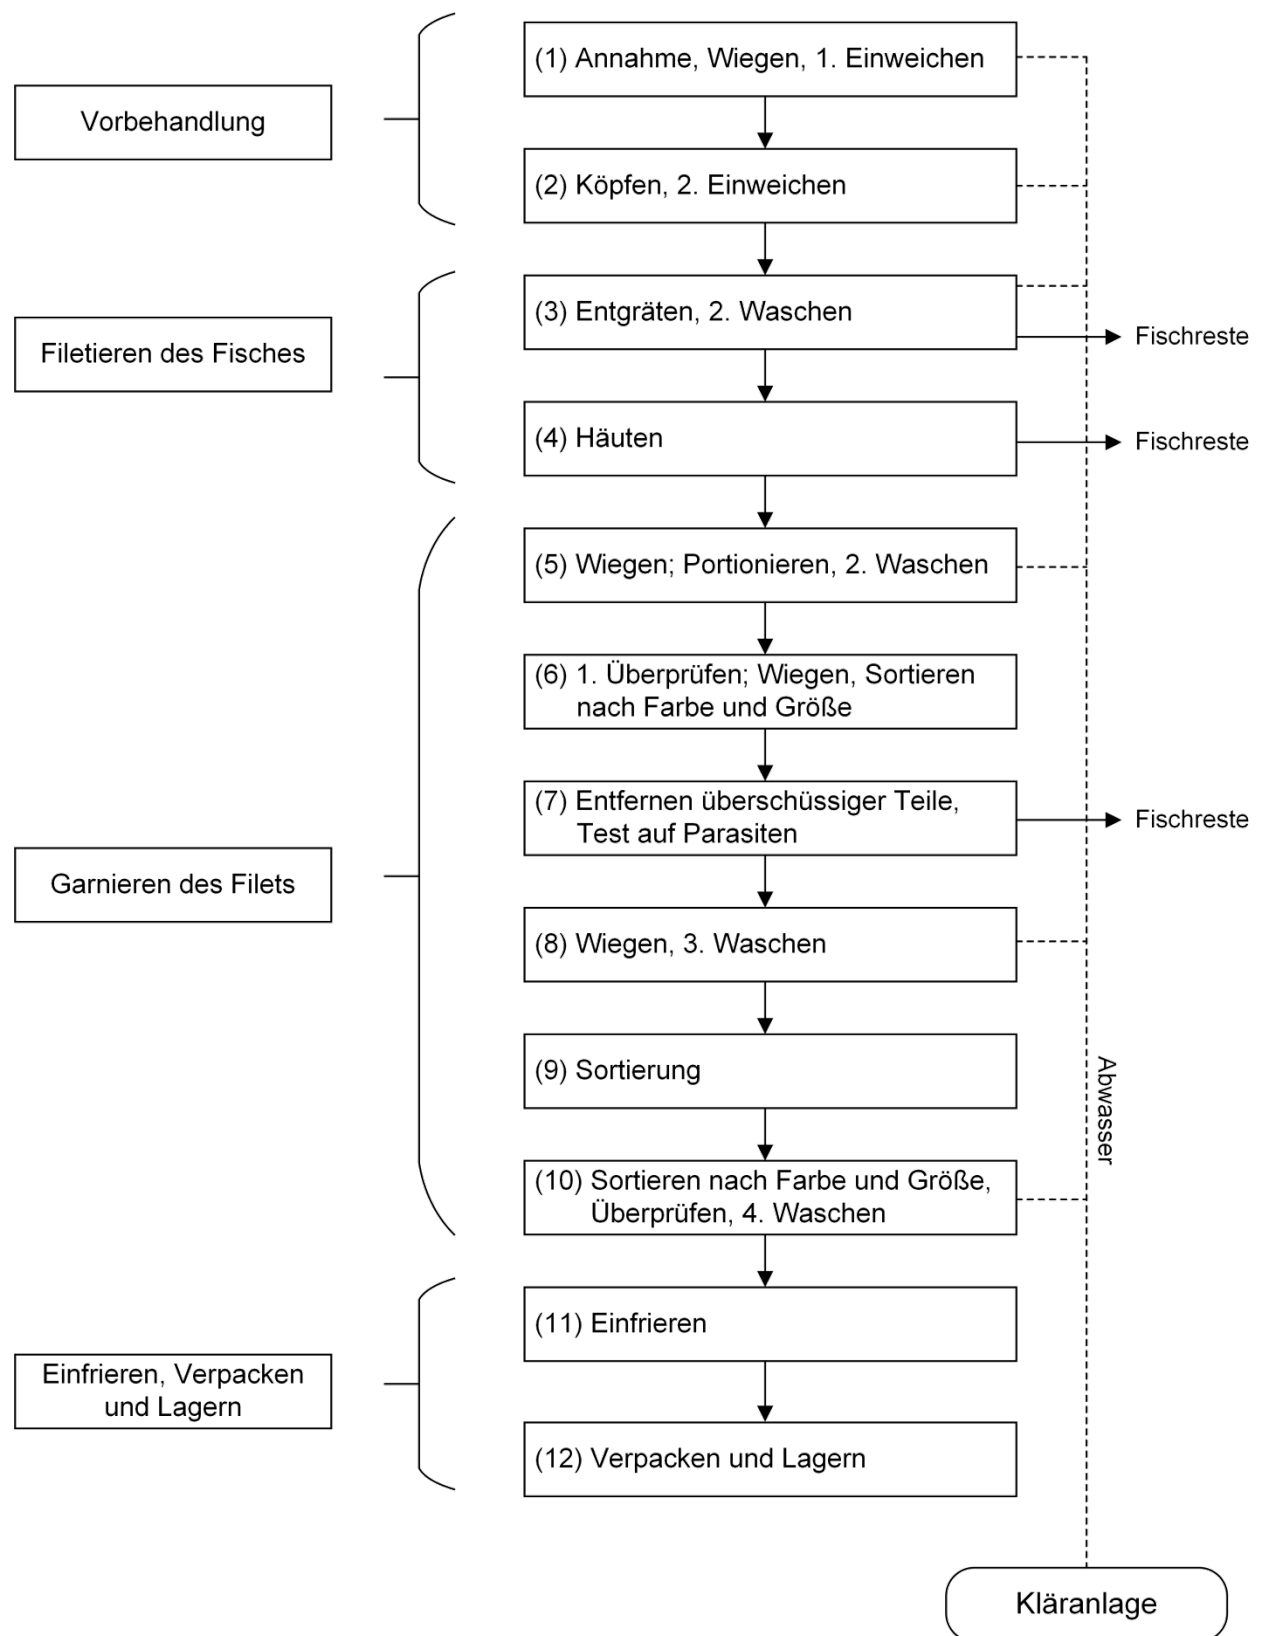 (1) Annahme, Wiegen, 1. Einweichen
Vorbehandlung
(2) Köpfen, 2. Einweichen
(3) Entgräten, 2. Waschen
Fischreste
Filetieren des Fisches
(4) Häuten
Fischreste
(5) Wiegen; Portionieren, 2. Waschen
(6) 1. Überprüfen; Wiegen, Sortieren
nach Farbe und Größe
(7) Entfernen überschüssiger Teile,
Test auf Parasiten
Fischreste
Garnieren des Filets
(8) Wiegen, 3. Waschen
(9) Sortierung
Abwasser
(10) Sortieren nach Farbe und Größe,
Überprüfen, 4. Waschen
(11) Einfrieren
Einfrieren, Verpacken
und Lagern
(12) Verpacken und Lagern
Kläranlage